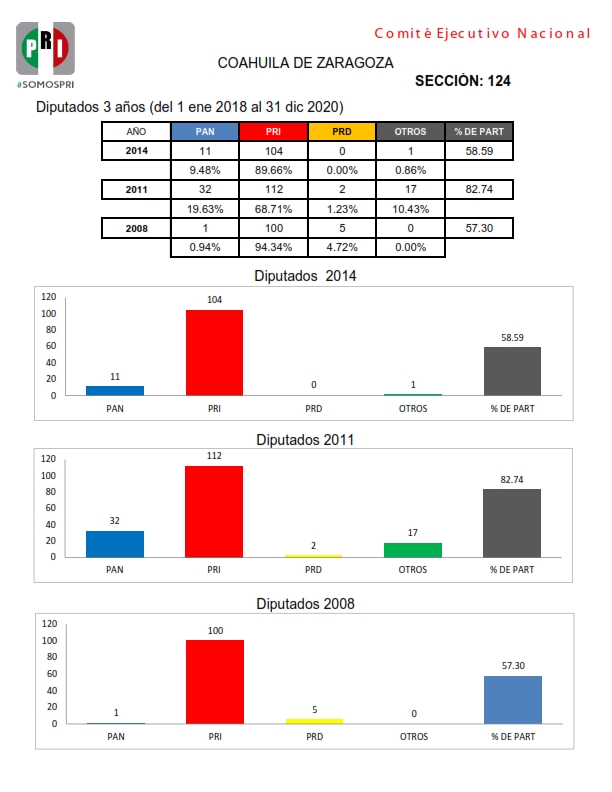 PRI
#SOMOSPRI
Comité Ejecutivo Nacional
COAHUILA DE ZARAGOZA
SECCIÓN: 124
Diputados 3 años (del 1 ene 2018 al 31 dic 2020)
AÑO PAN PRI PRD OTROS % DE PART
2014 11 104 0 1 58.59
9.48% 89.66% 0.00% 0.86%
2011 32 112 2 17 82.74
19.63% 68.71% 1.23% 10.43%
2008 1 100 5 0 57.30
0.94% 94.34% 4.72% 0.00%
Diputados 2014
120
100
80
60
40
20
0
11 104 0 1 58.59
PAN PRI PRD OTROS % DE PART
Diputados 2011
120
100
80
60
40
20
0
32 112 2 17 82.74
PAN PRI PRD OTROS % DE PART
Diputados 2008
120
100
80
60
40
20
0
1 100 5 0 57.30
PAN PRI PRD OTROS % DE PART